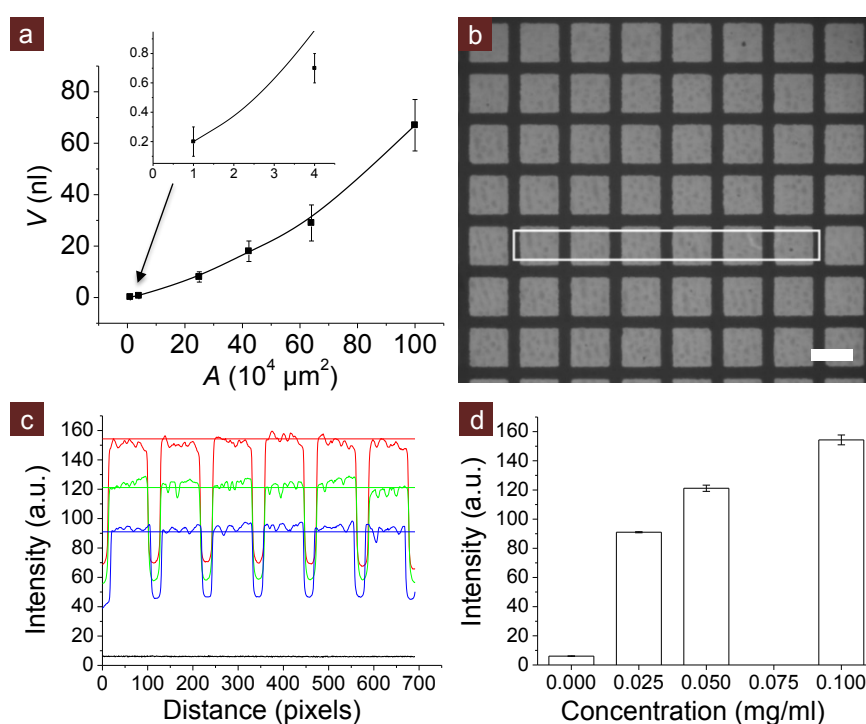 a
0.8
0.6
0.4
0.2
0 1 2 3 4
80
60
40
20
0
V (nl)
0 20 40 60 80 100
A (10⁴ µm²)
b
c
160
140
120
100
80
60
40
20
0
Intensity (a.u.)
0 100 200 300 400 500 600 700
Distance (pixels)
d
160
140
120
100
80
60
40
20
0
Intensity (a.u.)
0.000 0.025 0.050 0.075 0.100
Concentration (mg/ml)